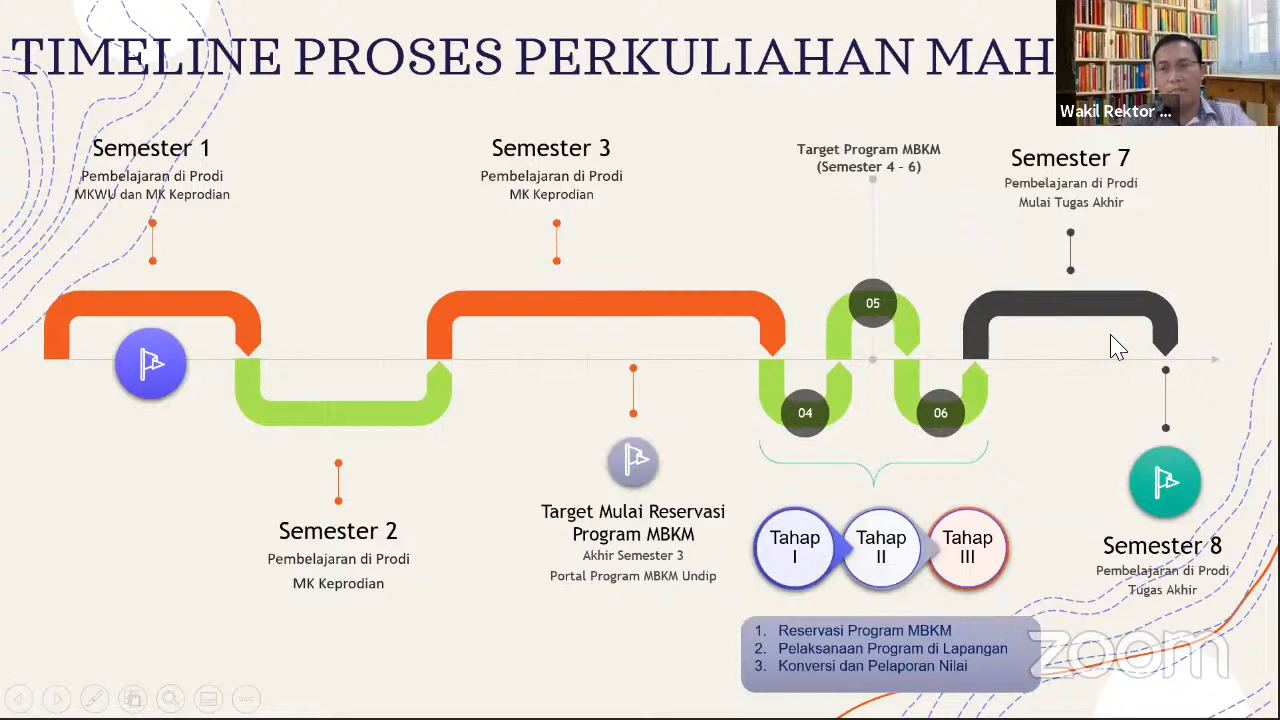 TIMELINE PROSES PERKULIAHAN MAH
Wakil Rektor ...
Semester 1
Pembelajaran di Prodi
MKWU dan MK Keprodian
Semester 3
Pembelajaran di Prodi
MK Keprodian
Target Program MBKM
(Semester 4 – 6)
Semester 7
Pembelajaran di Prodi
Mulai Tugas Akhir
05
04
06
Semester 2
Pembelajaran di Prodi
MK Keprodian
Target Mulai Reservasi
Program MBKM
Akhir Semester 3
Portal Program MBKM Undip
Tahap
I
Tahap
II
Tahap
III
Semester 8
Pembelajaran di Prodi
Tugas Akhir
1. Reservasi Program MBKM
2. Pelaksanaan Program di Lapangan
3. Konversi dan Pelaporan Nilai
zoom